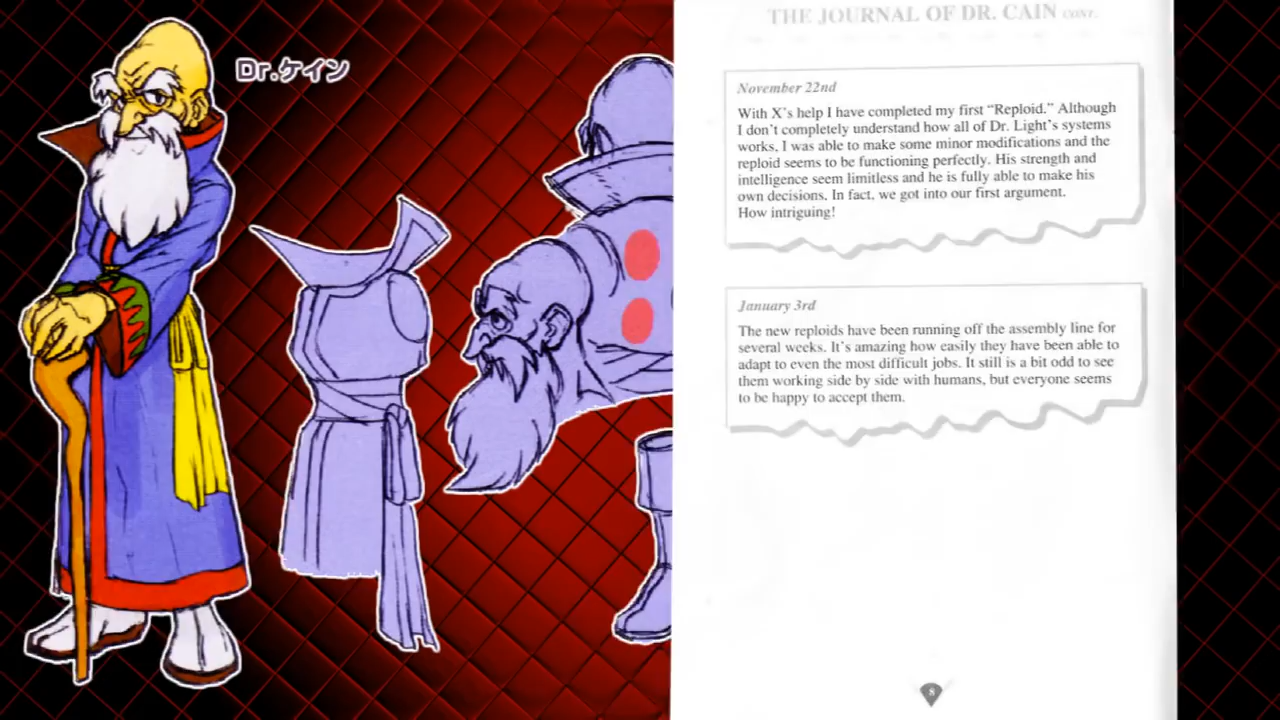 Dr.ケイン
THE JOURNAL OF DR. CAIN CONT.
November 22nd
With X's help I have completed my first “Reploid.” Although
I don't completely understand how all of Dr. Light's systems
works, I was able to make some minor modifications and the
reploid seems to be functioning perfectly. His strength and
intelligence seem limitless and he is fully able to make his
own decisions. In fact, we got into our first argument.
How intriguing!
January 3rd
The new reploids have been running off the assembly line for
several weeks. It's amazing how easily they have been able to
adapt to even the most difficult jobs. It still is a bit odd to see
them working side by side with humans, but everyone seems
to be happy to accept them.
8